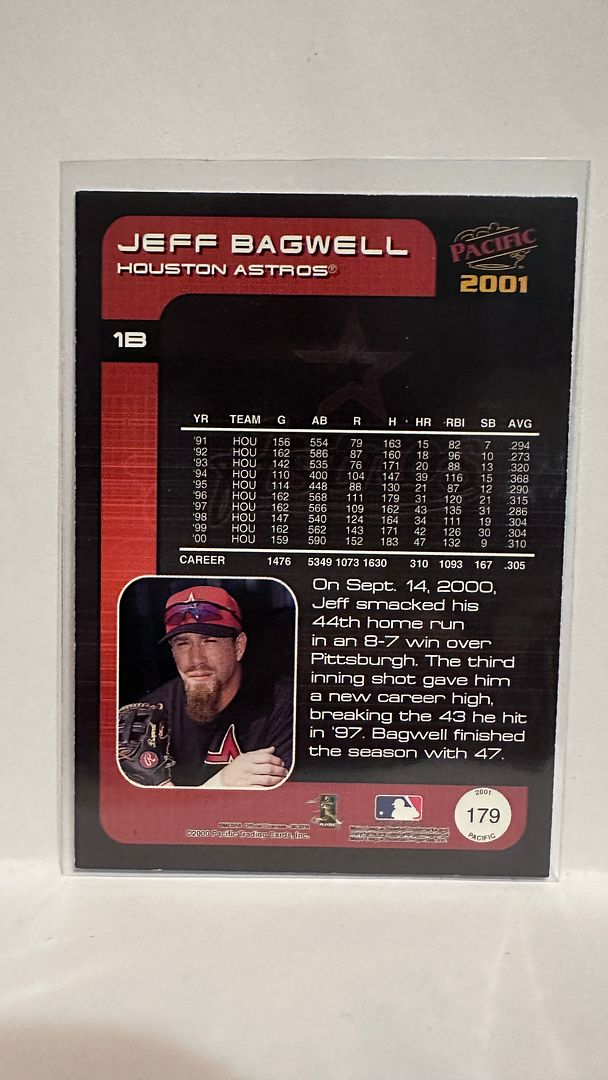 JEFF BAGWELL
HOUSTON ASTROS®
PACIFIC
2001
1B
YR TEAM G AB R H HR RBI SB AVG
'91 HOU 156 554 79 163 15 82 7 .294
'92 HOU 162 586 87 160 18 96 10 .273
'93 HOU 142 535 76 171 20 88 13 .320
'94 HOU 110 400 104 147 39 116 15 .368
'95 HOU 114 448 88 130 21 87 12 .290
'96 HOU 162 568 111 179 31 120 21 .315
'97 HOU 162 566 109 162 43 135 31 .286
'98 HOU 147 540 124 164 34 111 19 .304
'99 HOU 162 562 143 171 42 126 30 .304
'00 HOU 159 590 152 183 47 132 9 .310
CAREER 1476 5349 1073 1630 310 1093 167 .305
On Sept. 14, 2000,
Jeff smacked his
44th home run
in an 8-7 win over
Pittsburgh. The third
inning shot gave him
a new career high,
breaking the 43 he hit
in '97. Bagwell finished
the season with 47.
©2000 Pacific Trading Cards, Inc.
2001
179
PACIFIC